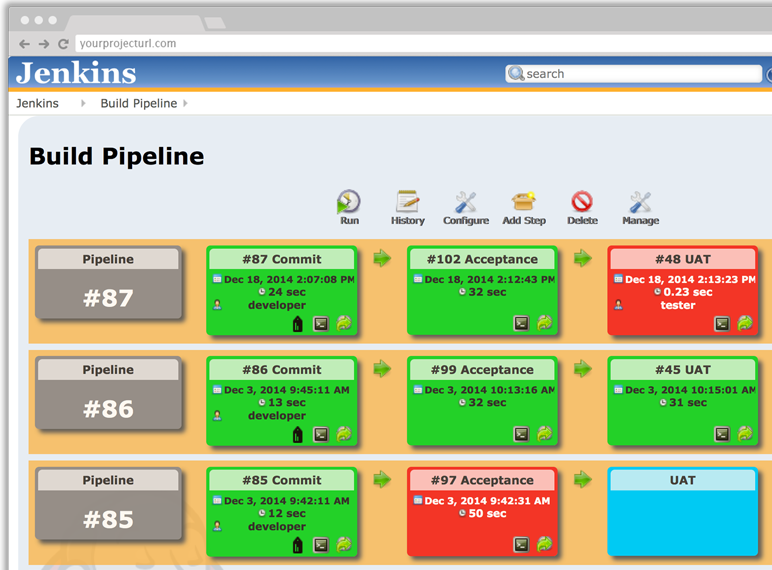 yourprojecturl.com
Jenkins
search
Jenkins Build Pipeline
Build Pipeline
Run History Configure Add Step Delete Manage
Pipeline
#87
#87 Commit
Dec 18, 2014 2:07:08 PM
24 sec
developer
#102 Acceptance
Dec 18, 2014 2:12:43 PM
32 sec
#48 UAT
Dec 18, 2014 2:13:23 PM
0.23 sec
tester
Pipeline
#86
#86 Commit
Dec 3, 2014 9:45:11 AM
13 sec
developer
#99 Acceptance
Dec 3, 2014 10:13:16 AM
32 sec
#45 UAT
Dec 3, 2014 10:15:01 AM
31 sec
Pipeline
#85
#85 Commit
Dec 3, 2014 9:42:11 AM
12 sec
developer
#97 Acceptance
Dec 3, 2014 9:42:31 AM
50 sec
UAT